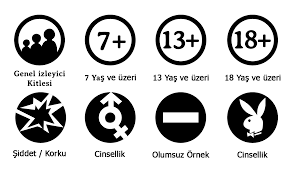 7+ 13+ 18+
Genel izleyici
Kitlesi
7 Yaş ve üzeri 13 Yaş ve üzeri 18 Yaş ve üzeri
Şiddet / Korku Cinsellik Olumsuz Örnek Cinsellik